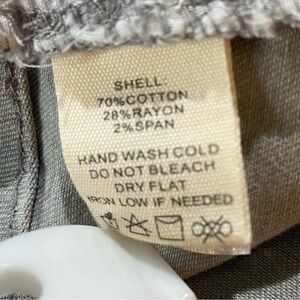 SHELL:
70%COTTON
28%RAYON
2%SPAN
HAND WASH COLD
DO NOT BLEACH
DRY FLAT
IRON LOW IF NEEDED